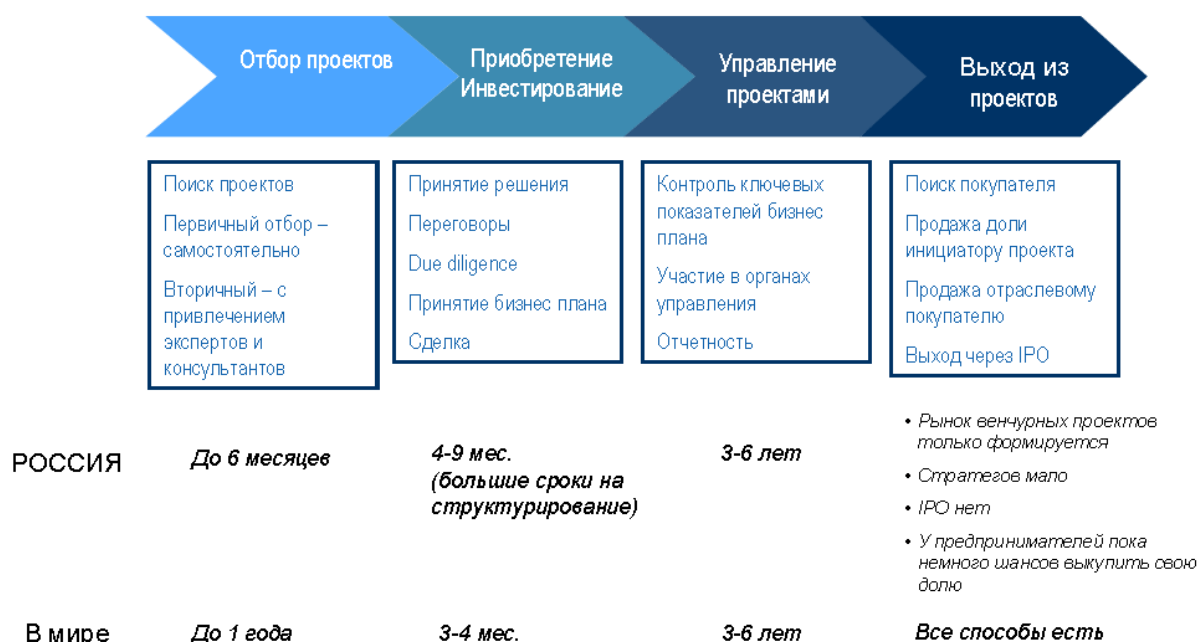 Отбор проектов
Приобретение
Инвестирование
Управление
проектами
Выход из
проектов
Поиск проектов
Первичный отбор –
самостоятельно
Вторичный – с
привлечением
экспертов и
консультантов
Принятие решения
Переговоры
Due diligence
Принятие бизнес плана
Сделка
Контроль ключевых
показателей бизнес
плана
Участие в органах
управления
Отчетность
Поиск покупателя
Продажа доли
инициатору проекта
Продажа отраслевому
покупателю
Выход через IPO
РОССИЯ
До 6 месяцев
4-9 мес.
(большие сроки на
структурирование)
3-6 лет
• Рынок венчурных проектов
только формируется
• Стратегов мало
• IPO нет
• У предпринимателей пока
немного шансов выкупить свою
долю
В мире
До 1 года
3-4 мес.
3-6 лет
Все способы есть